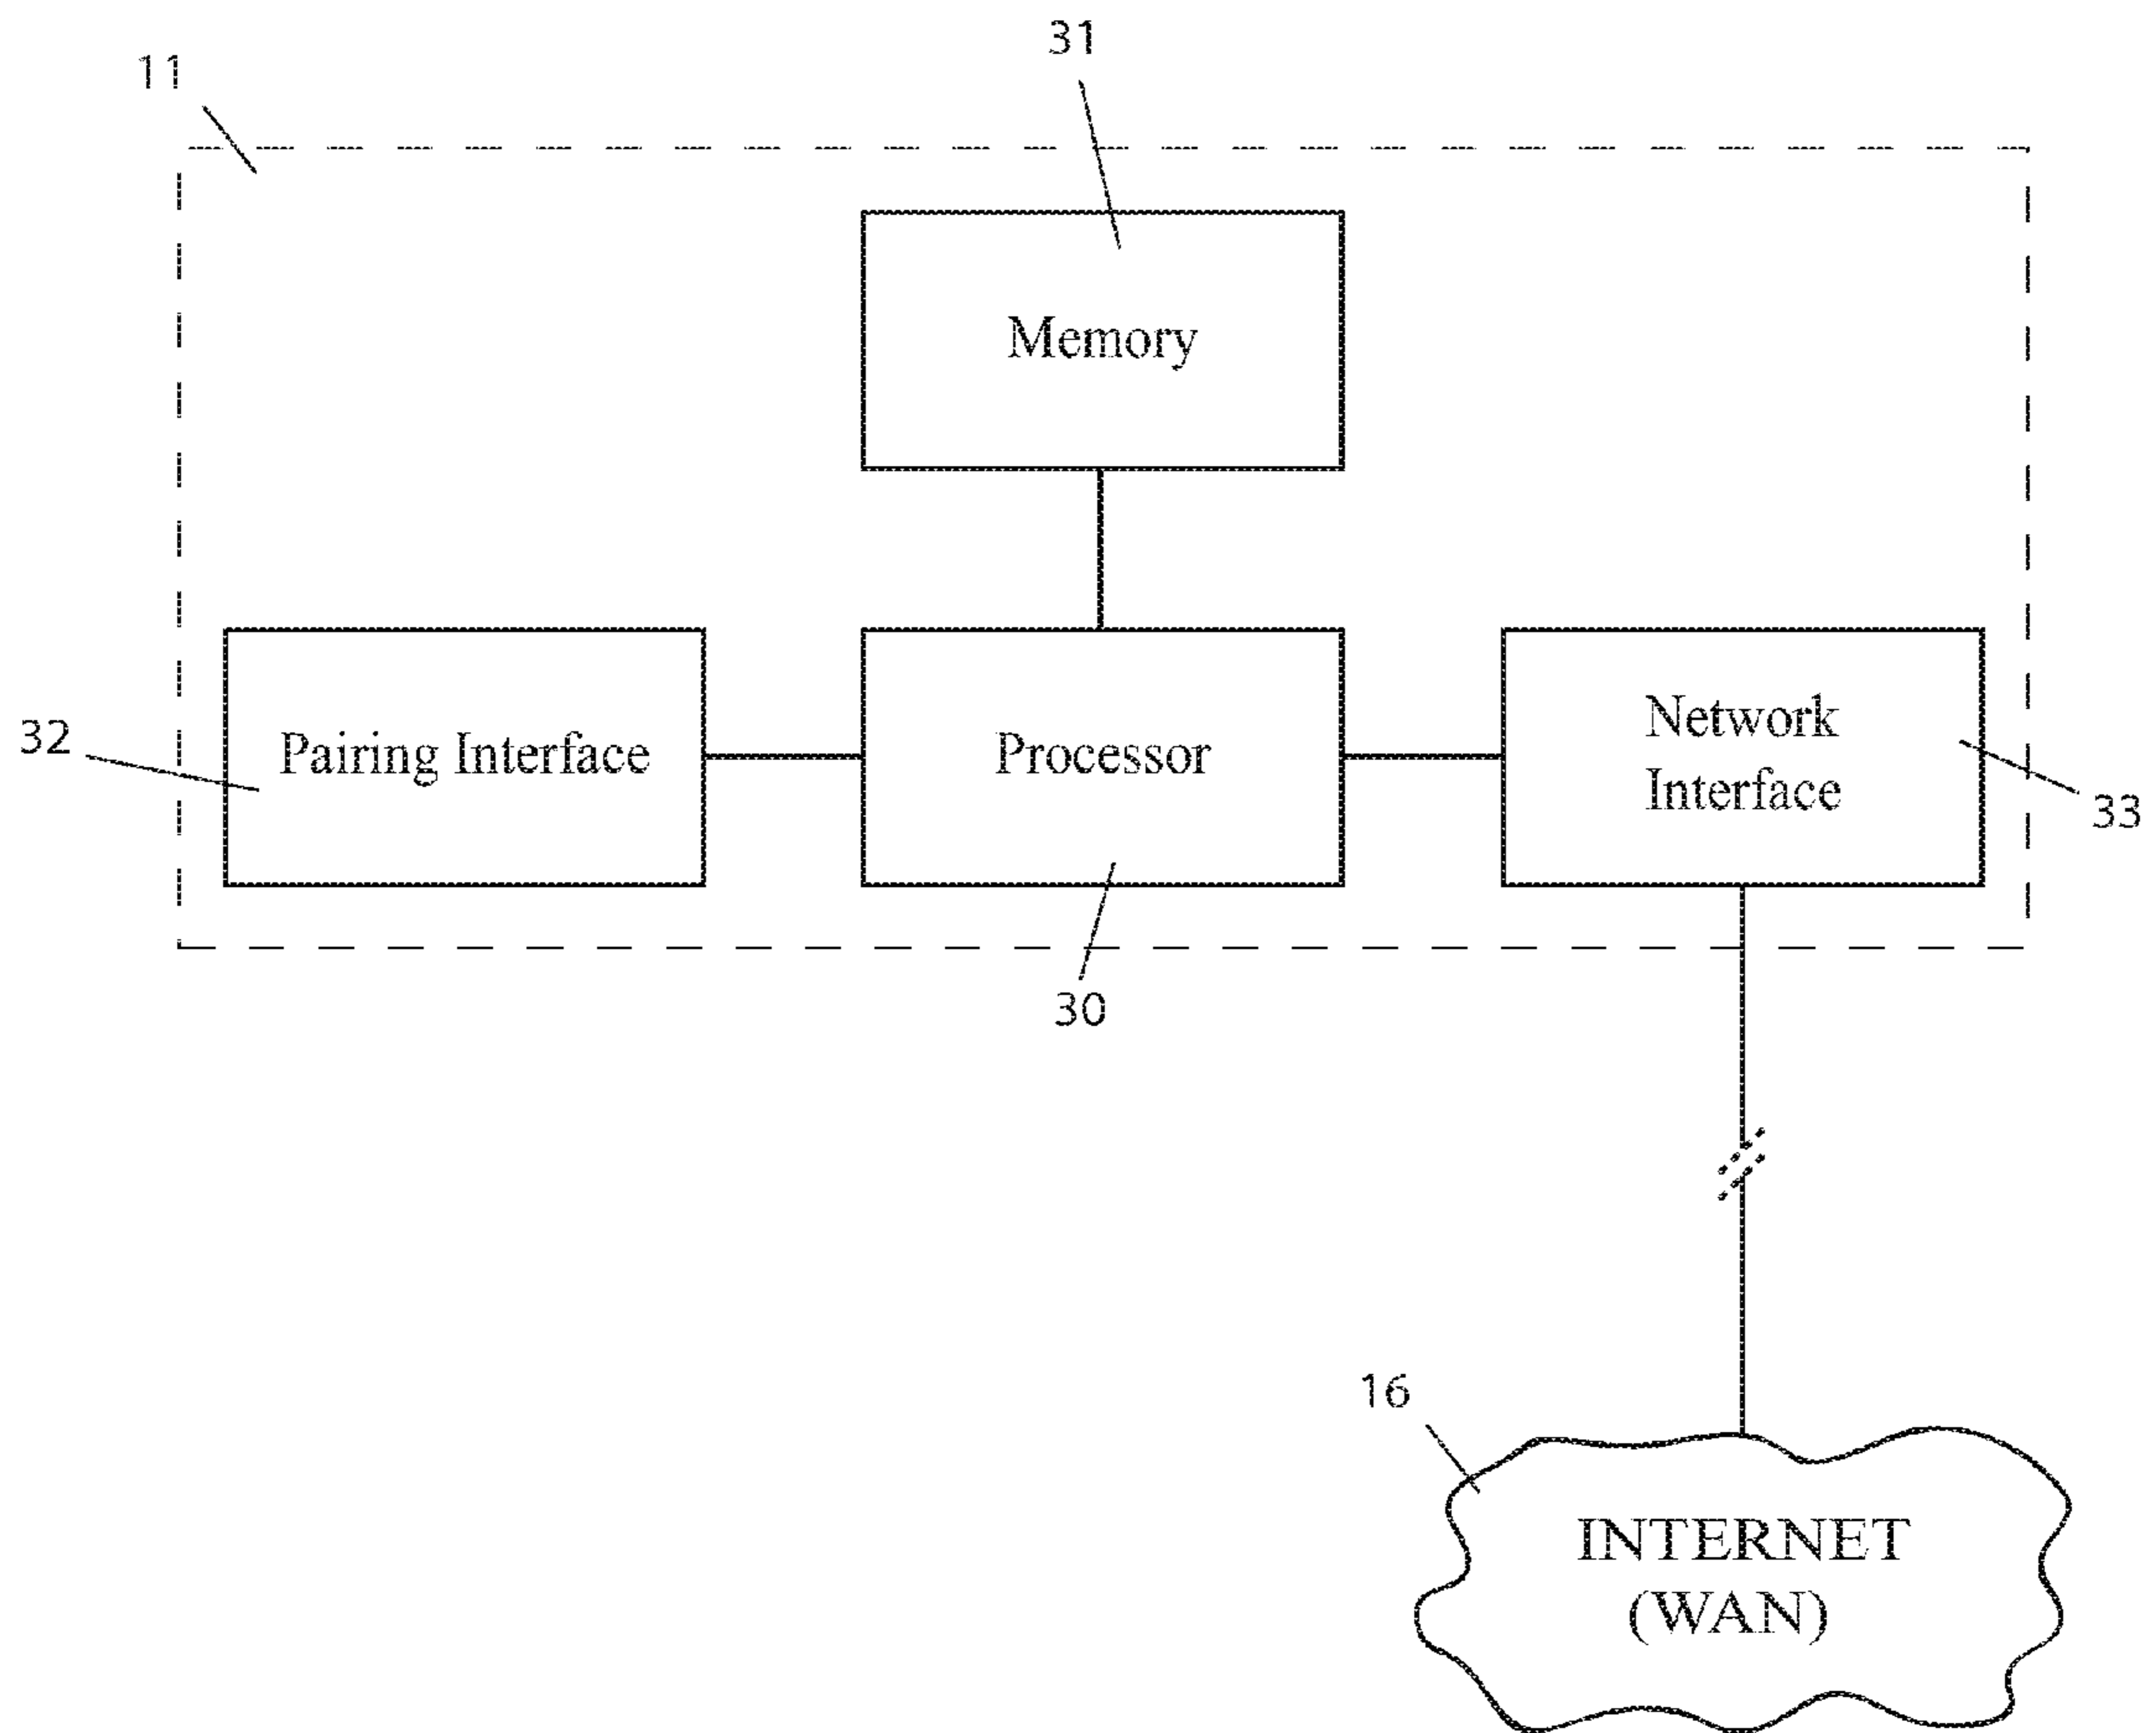 31
11
Memory
32
Pairing Interface
Processor
Network
Interface
33
30
16
INTERNET
(WAN)